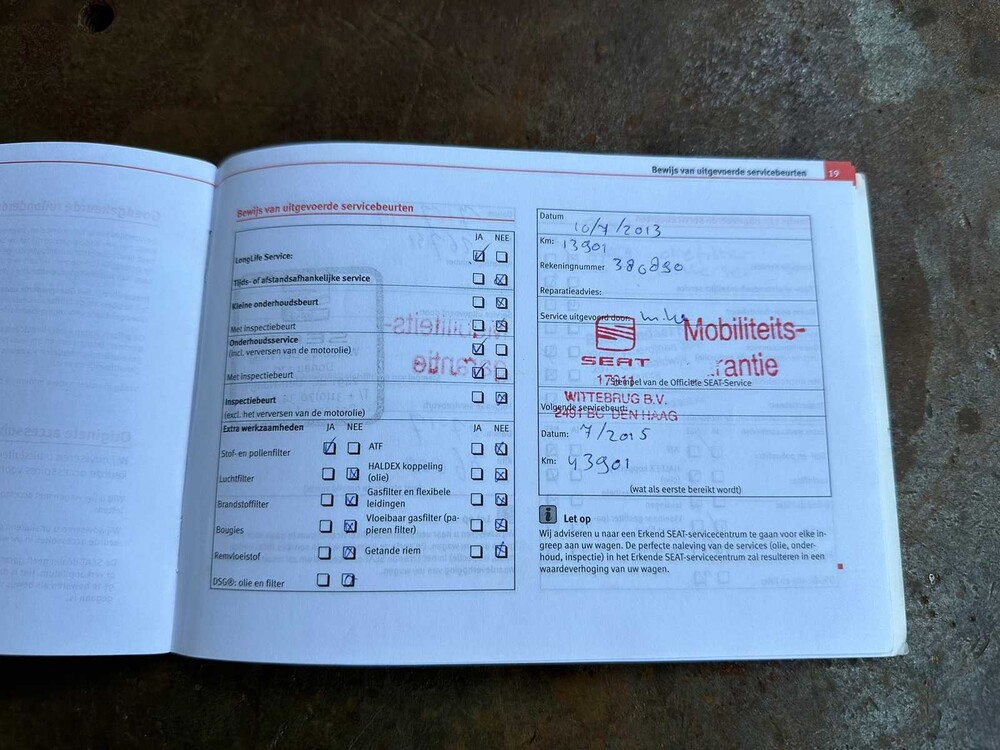 Bewijs van uitgevoerde servicebeurten 19
Bewijs van uitgevoerde servicebeurten
JA NEE
LongLife Service:
Tijds- of afstandsafhankelijke service
Kleine onderhoudsbeurt
Met inspectiebeurt
Onderhoudsservice
(incl. verversen de motorolie)
Met inspectiebeurt
Inspectiebeurt
(excl. het verversen van de motorolie)
Extra werkzaamheden JA NEE JA NEE
Stof- en pollenfilter
ATF
Luchtfilter
HALDEX koppeling
(olie)
Brandstoffilter
Gasfilter en flexibele
leidingen
Bougies
Vloeibaar gasfilter (pa-
pieren filter)
Remvloeistof
Getande riem
DSG®: olie en filter
Datum 10/7/2013
Km: 13901
Rekeningnummer 380890
Reparatieadvies:
Service uitgevoerd door:
Mobiliteits-
SEAT
rantie
Stempel van de Officiële SEAT-Service
WITTEBRUG B.V.
Volgende servicebeurt:
2491 BG DEN HAAG
Datum: 7/2015
Km: 43901
(wat als eerste bereikt wordt)
i Let op
Wij adviseren u naar een Erkend SEAT-servicecentrum te gaan voor elke in-
greep aan uw wagen. De perfecte naleving van de services (olie, onder-
houd, inspectie) in het Erkend SEAT-servicecentrum zal resulteren in een
waardeverhoging van uw wagen.